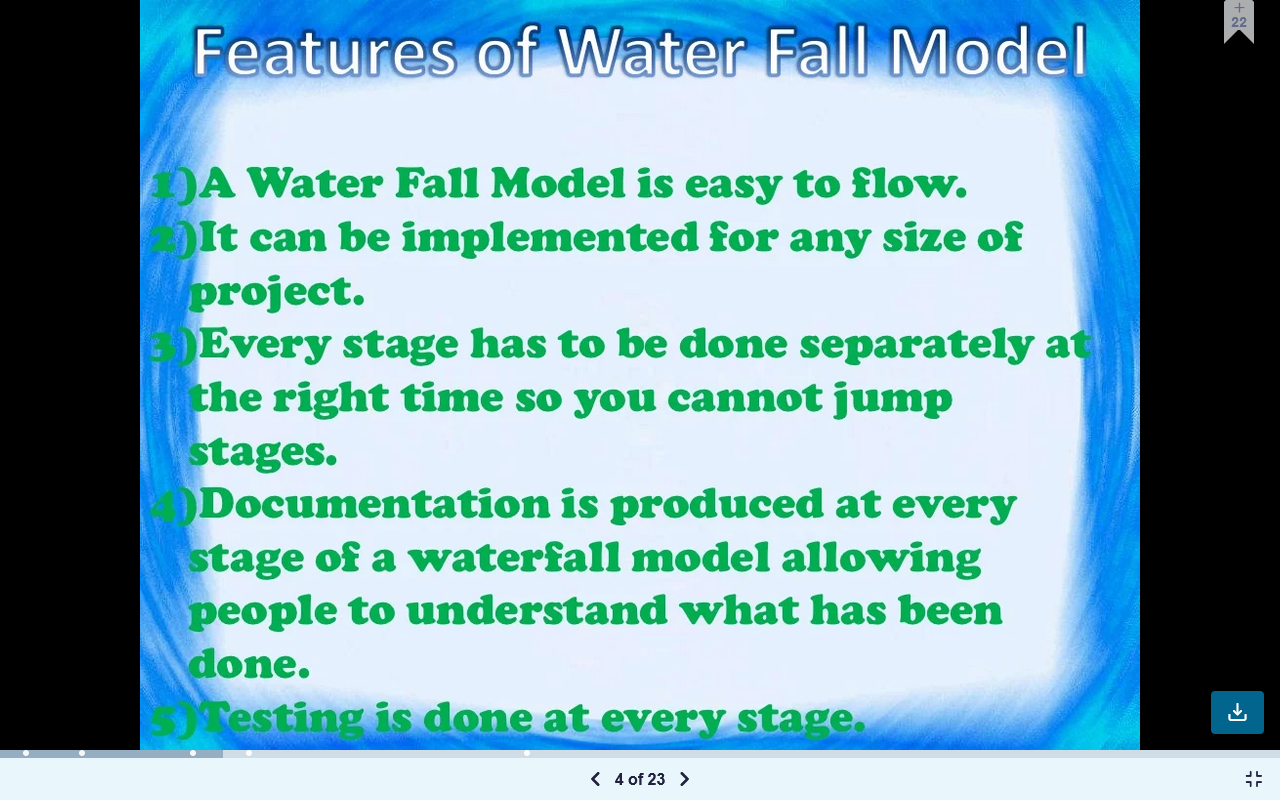 +
22
Features of Water Fall Model
1)A Water Fall Model is easy to flow.
2)It can be implemented for any size of
project.
3)Every stage has to be done separately at
the right time so you cannot jump
stages.
4)Documentation is produced at every
stage of a waterfall model allowing
people to understand what has been
done.
5)Testing is done at every stage.
4 of 23